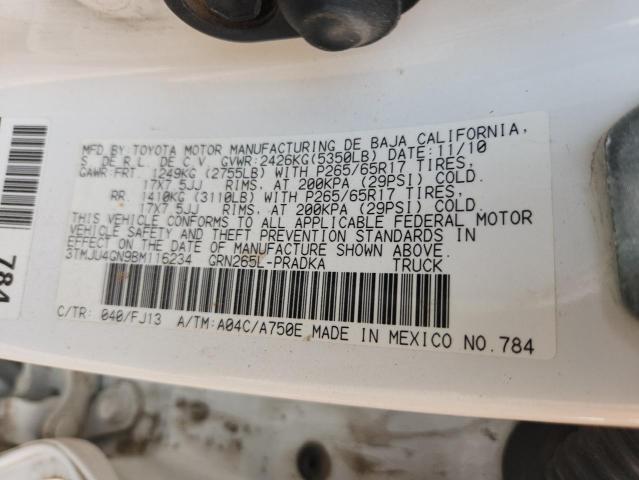 MFD BY: TOYOTA MOTOR MANUFACTURING DE BAJA CALIFORNIA,
S. DE R.L. DE C.V. GVWR:2426KG(5350LB) DATE:11/10
GAWR:FRT. 1249KG (2755LB) WITH P265/65R17 TIRES,
17X7.5JJ RIMS, AT 200KPA (29PSI) COLD.
RR. 1410KG (3110LB) WITH P265/65R17 TIRES,
17X7.5JJ RIMS, AT 200KPA (29PSI) COLD.
THIS VEHICLE CONFORMS TO ALL APPLICABLE FEDERAL MOTOR
VEHICLE SAFETY AND THEFT PREVENTION STANDARDS IN
EFFECT ON THE DATE OF MANUFACTURE SHOWN ABOVE.
3TMJU4GN9BM116234 GRN265L-PRADKA TRUCK
C/TR: 040/FJ13 A/TM:A04C/A750E MADE IN MEXICO NO.784
784